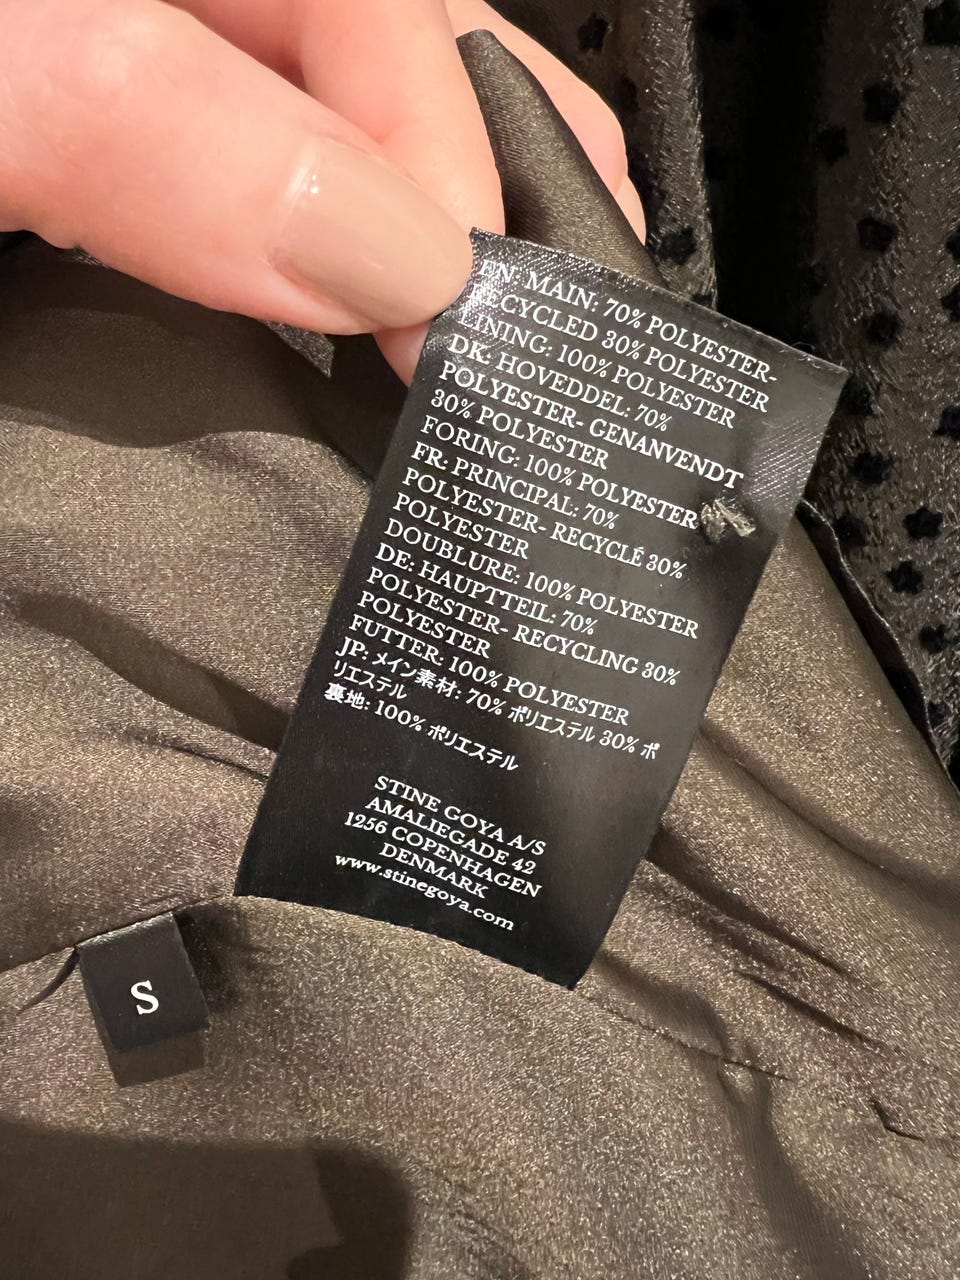 EN: MAIN: 70% POLYESTER-
RECYCLED 30% POLYESTER
LINING: 100% POLYESTER
DK: HOVEDDEL: 70%
POLYESTER- GENANVENDT
30% POLYESTER
FORING: 100% POLYESTER
FR: PRINCIPAL: 70%
POLYESTER- RECYCLÉ 30%
POLYESTER
DOUBLURE: 100% POLYESTER
DE: HAUPTTEIL: 70%
POLYESTER- RECYCLING 30%
POLYESTER
FUTTER: 100% POLYESTER
JP: メイン素材: 70% ポリエステル 30% ポ
リエステル
裏地: 100% ポリエステル
STINE GOYA A/S
AMALIEGADE 42
1256 COPENHAGEN
DENMARK
www.stinegoya.com
S